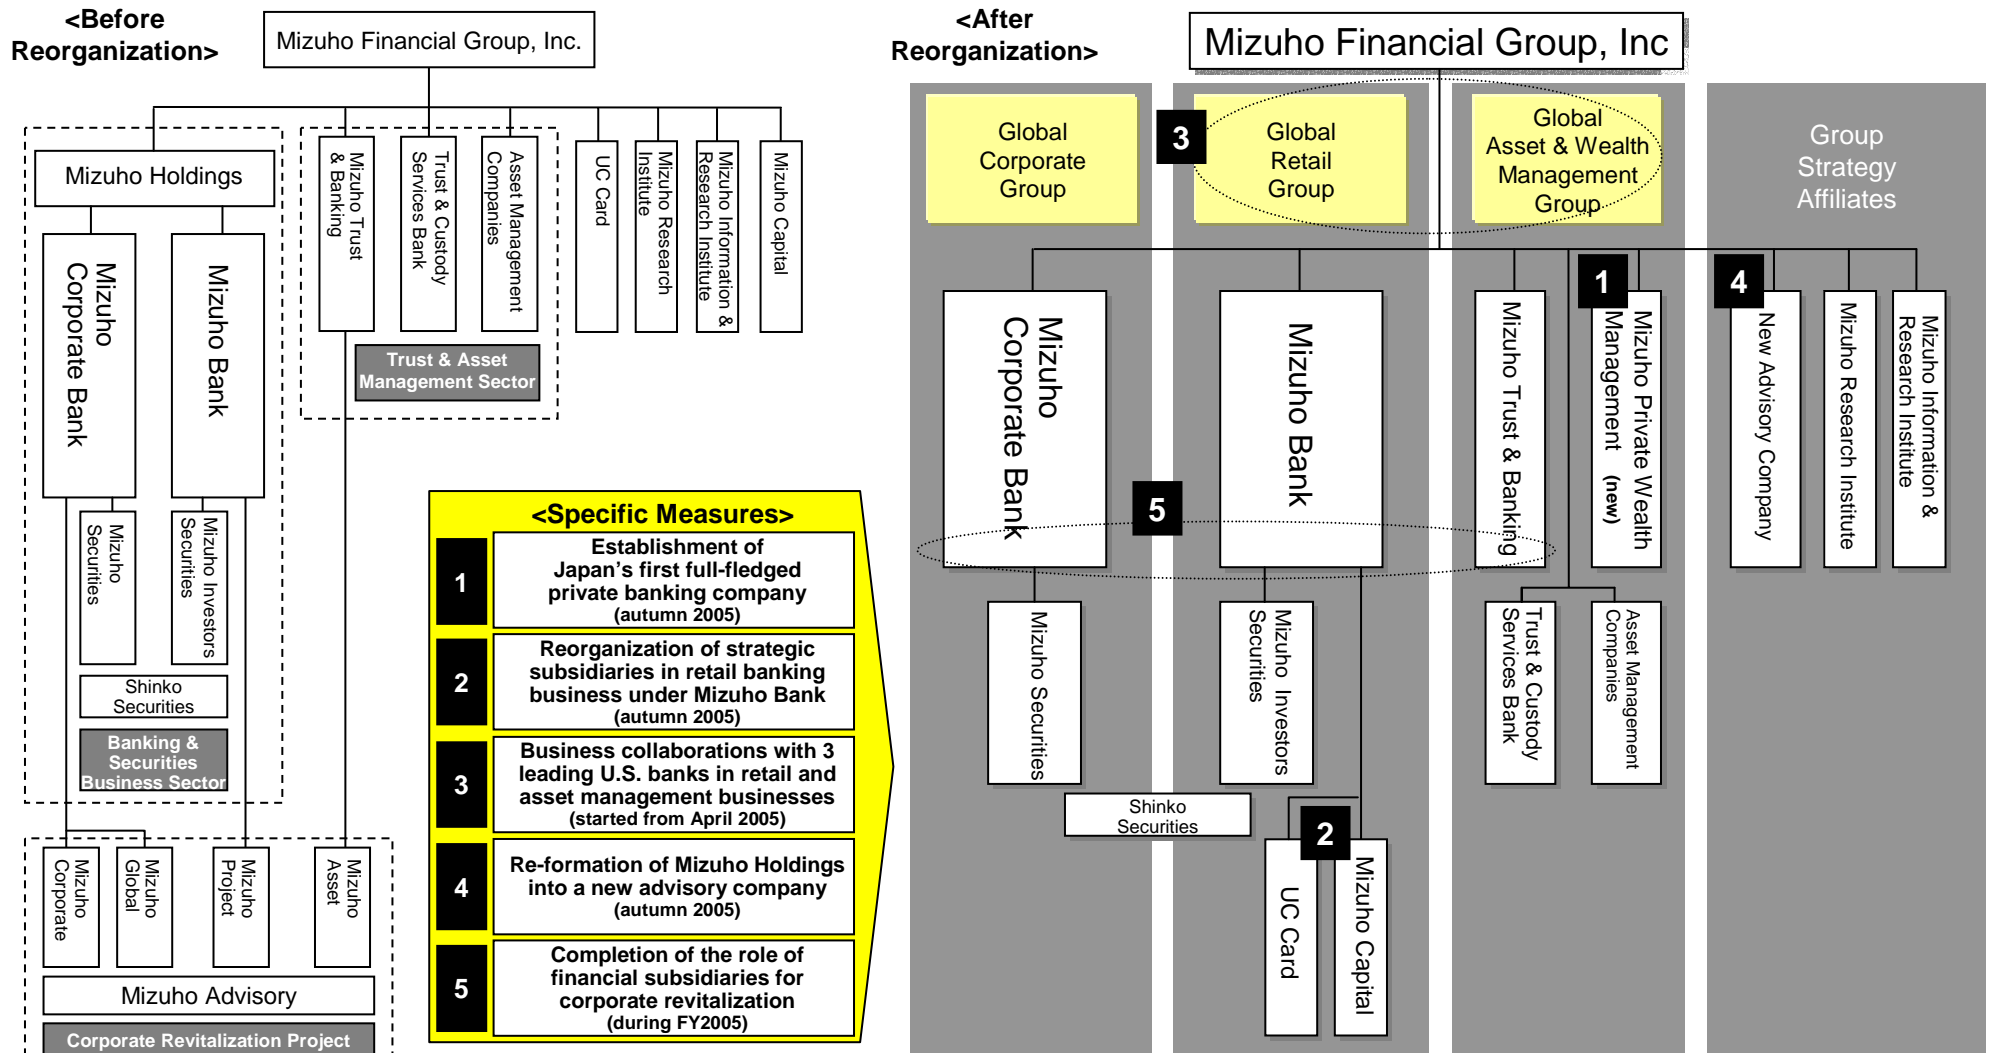 <Before
Reorganization>
Mizuho Financial Group, Inc.
Mizuho Holdings
Mizuho
Corporate Bank
Mizuho Bank
Mizuho Trust
& Banking
Trust & Custody
Services Bank
Asset Management
Companies
UC Card
Mizuho Research
Institute
Mizuho Information &
Research Institute
Mizuho Capital
Trust & Asset
Management Sector
Mizuho
Securities
Mizuho Investors
Securities
Shinko
Securities
Banking &
Securities
Business Sector
Mizuho
Corporate
Mizuho
Global
Mizuho
Project
Mizuho
Asset
Mizuho Advisory
Corporate Revitalization Project
<Specific Measures>
1
Establishment of
Japan's first full-fledged
private banking company
(autumn 2005)
2
Reorganization of strategic
subsidiaries in retail banking
business under Mizuho Bank
(autumn 2005)
3
Business collaborations with 3
leading U.S. banks in retail and
asset management businesses
(started from April 2005)
4
Re-formation of Mizuho Holdings
into a new advisory company
(autumn 2005)
5
Completion of the role of
financial subsidiaries for
corporate revitalization
(during FY2005)
<After
Reorganization>
Mizuho Financial Group, Inc
Global
Corporate
Group
3
Global
Retail
Group
Global
Asset & Wealth
Management
Group
Group
Strategy
Affiliates
Mizuho
Corporate Bank
Mizuho Bank
Mizuho Trust & Banking
1
Mizuho Private Wealth
Management (new)
4
New Advisory Company
Mizuho Research Institute
Mizuho Information &
Research Institute
5
Mizuho Securities
Mizuho Investors
Securities
Trust & Custody
Services Bank
Asset Management
Companies
Shinko
Securities
2
UC Card
Mizuho Capital